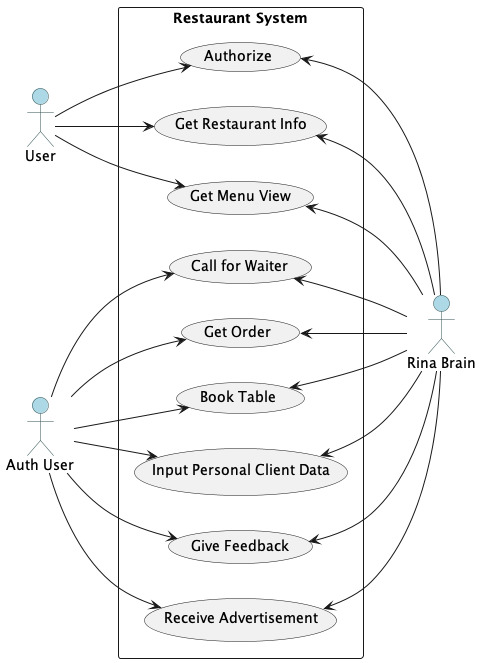 Restaurant System
Authorize
Get Restaurant Info
User
Get Menu View
Call for Waiter
Get Order
Rina Brain
Book Table
Auth User
Input Personal Client Data
Give Feedback
Receive Advertisement